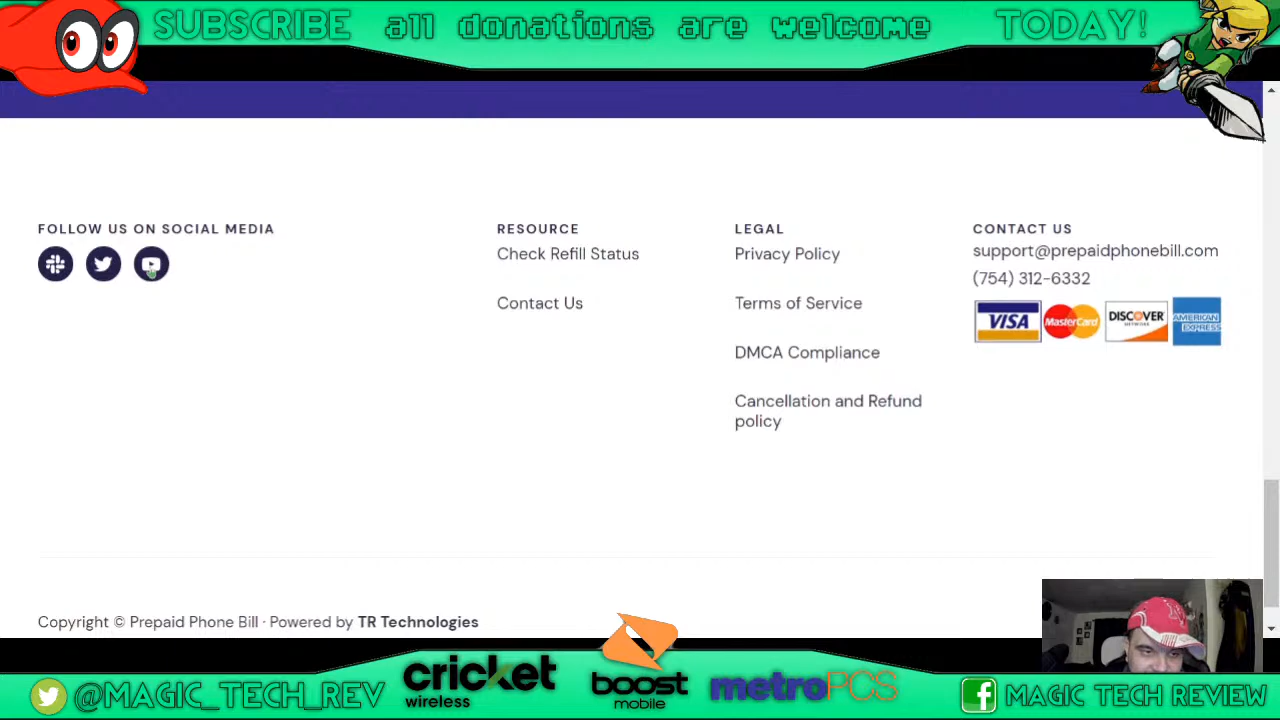 SUBSCRIBE all donations are welcome TODAY!
FOLLOW US ON SOCIAL MEDIA
RESOURCE
Check Refill Status
Contact Us
LEGAL
Privacy Policy
Terms of Service
DMCA Compliance
Cancellation and Refund
policy
CONTACT US
support@prepaidphonebill.com
(754) 312-6332
VISA MasterCard DISCOVER NETWORK AMERICAN EXPRESS
Copyright © Prepaid Phone Bill · Powered by TR Technologies
@MAGIC_TECH_REV
cricket
wireless
boost
mobile
metroPCS
f MAGIC TECH REVIEW